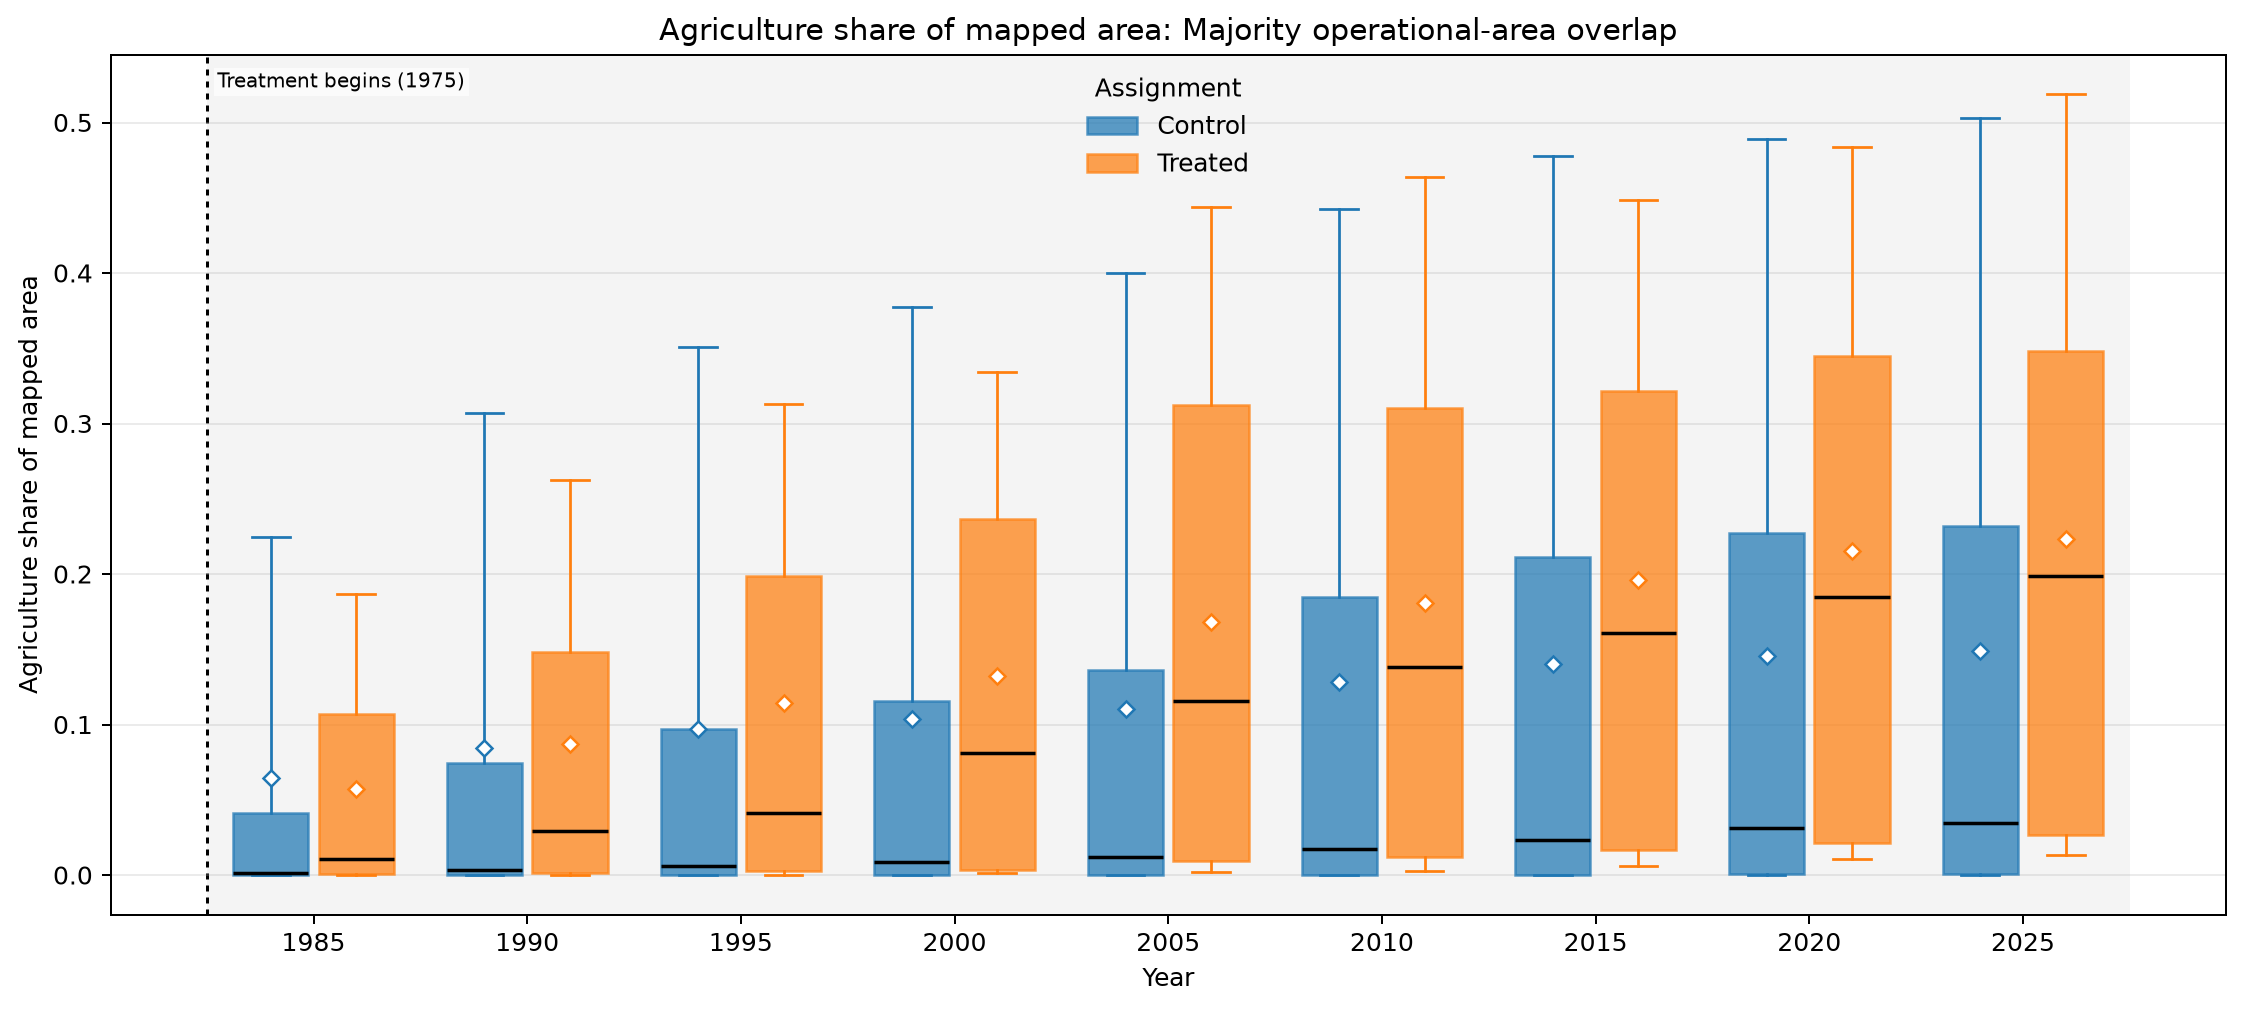 Agriculture share of mapped area: Majority operational-area overlap
Treatment begins (1975)
Assignment
Control
Treated
Agriculture share of mapped area
0.5
0.4
0.3
0.2
0.1
0.0
1985 1990 1995 2000 2005 2010 2015 2020 2025
Year